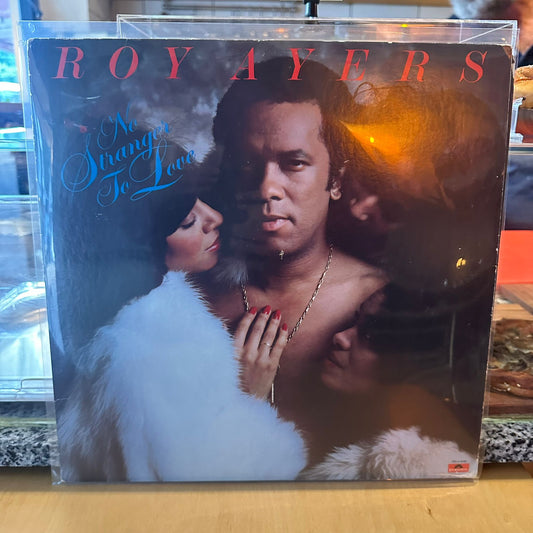 ROY AYERS
No
Stranger
To Love